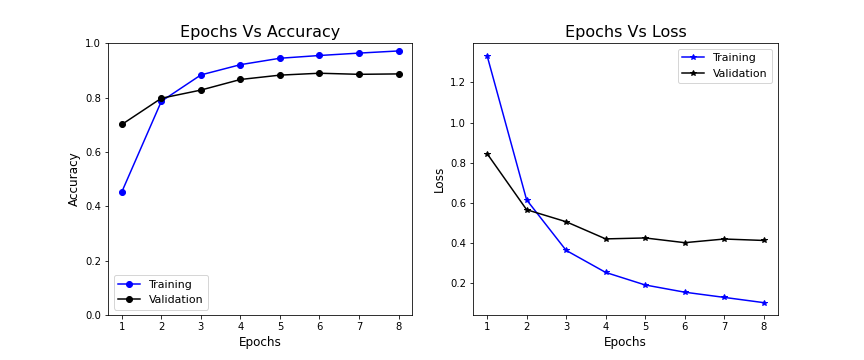 Epochs Vs Accuracy
1.0
0.8
0.6
0.4
0.2
0.0
Accuracy
Training
Validation
1 2 3 4 5 6 7 8
Epochs
Epochs Vs Loss
Training
Validation
1.2
1.0
0.8
0.6
0.4
0.2
Loss
1 2 3 4 5 6 7 8
Epochs